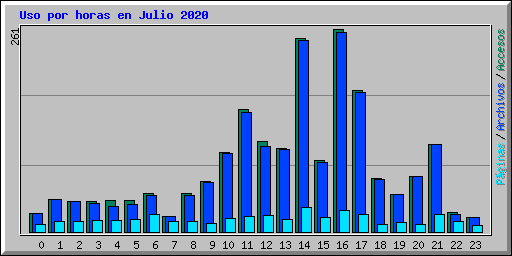 Uso por horas en Julio 2020
261
Páginas / Archivos / Accesos
0 1 2 3 4 5 6 7 8 9 10 11 12 13 14 15 16 17 18 19 20 21 22 23